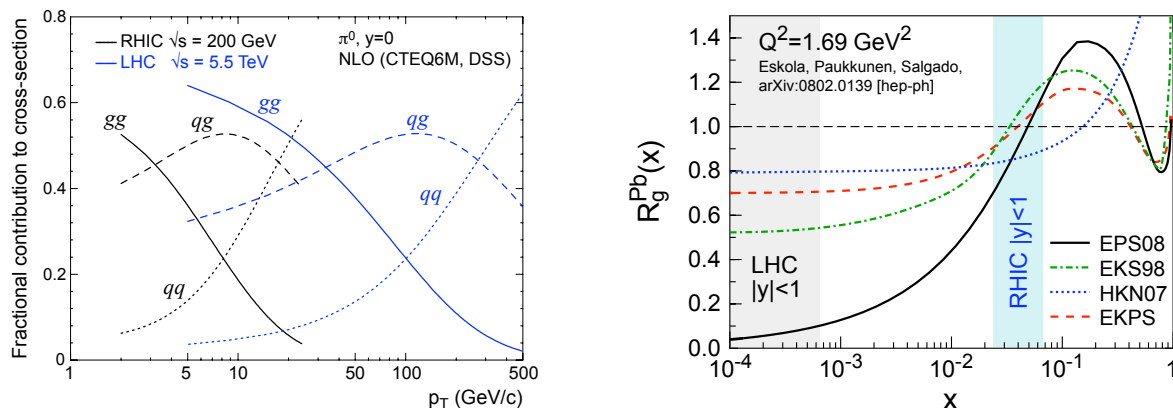 Fractional contribution to cross-section
0.8
0.6
0.4
0.2
0
RHIC √s = 200 GeV
LHC √s = 5.5 TeV
π⁰, y=0
NLO (CTEQ6M, DSS)
gg
qg
gg
qg
qq
qq
1
5
10
50
100
500
p_T (GeV/c)
R_g^Pb(x)
1.4
1.2
1.0
0.8
0.6
0.4
0.2
0.0
Q²=1.69 GeV²
Eskola, Paukkunen, Salgado,
arXiv:0802.0139 [hep-ph]
LHC
|y|<1
RHIC |y|<1
EPS08
EKS98
HKN07
EKPS
10⁻⁴
10⁻³
10⁻²
10⁻¹
1
x